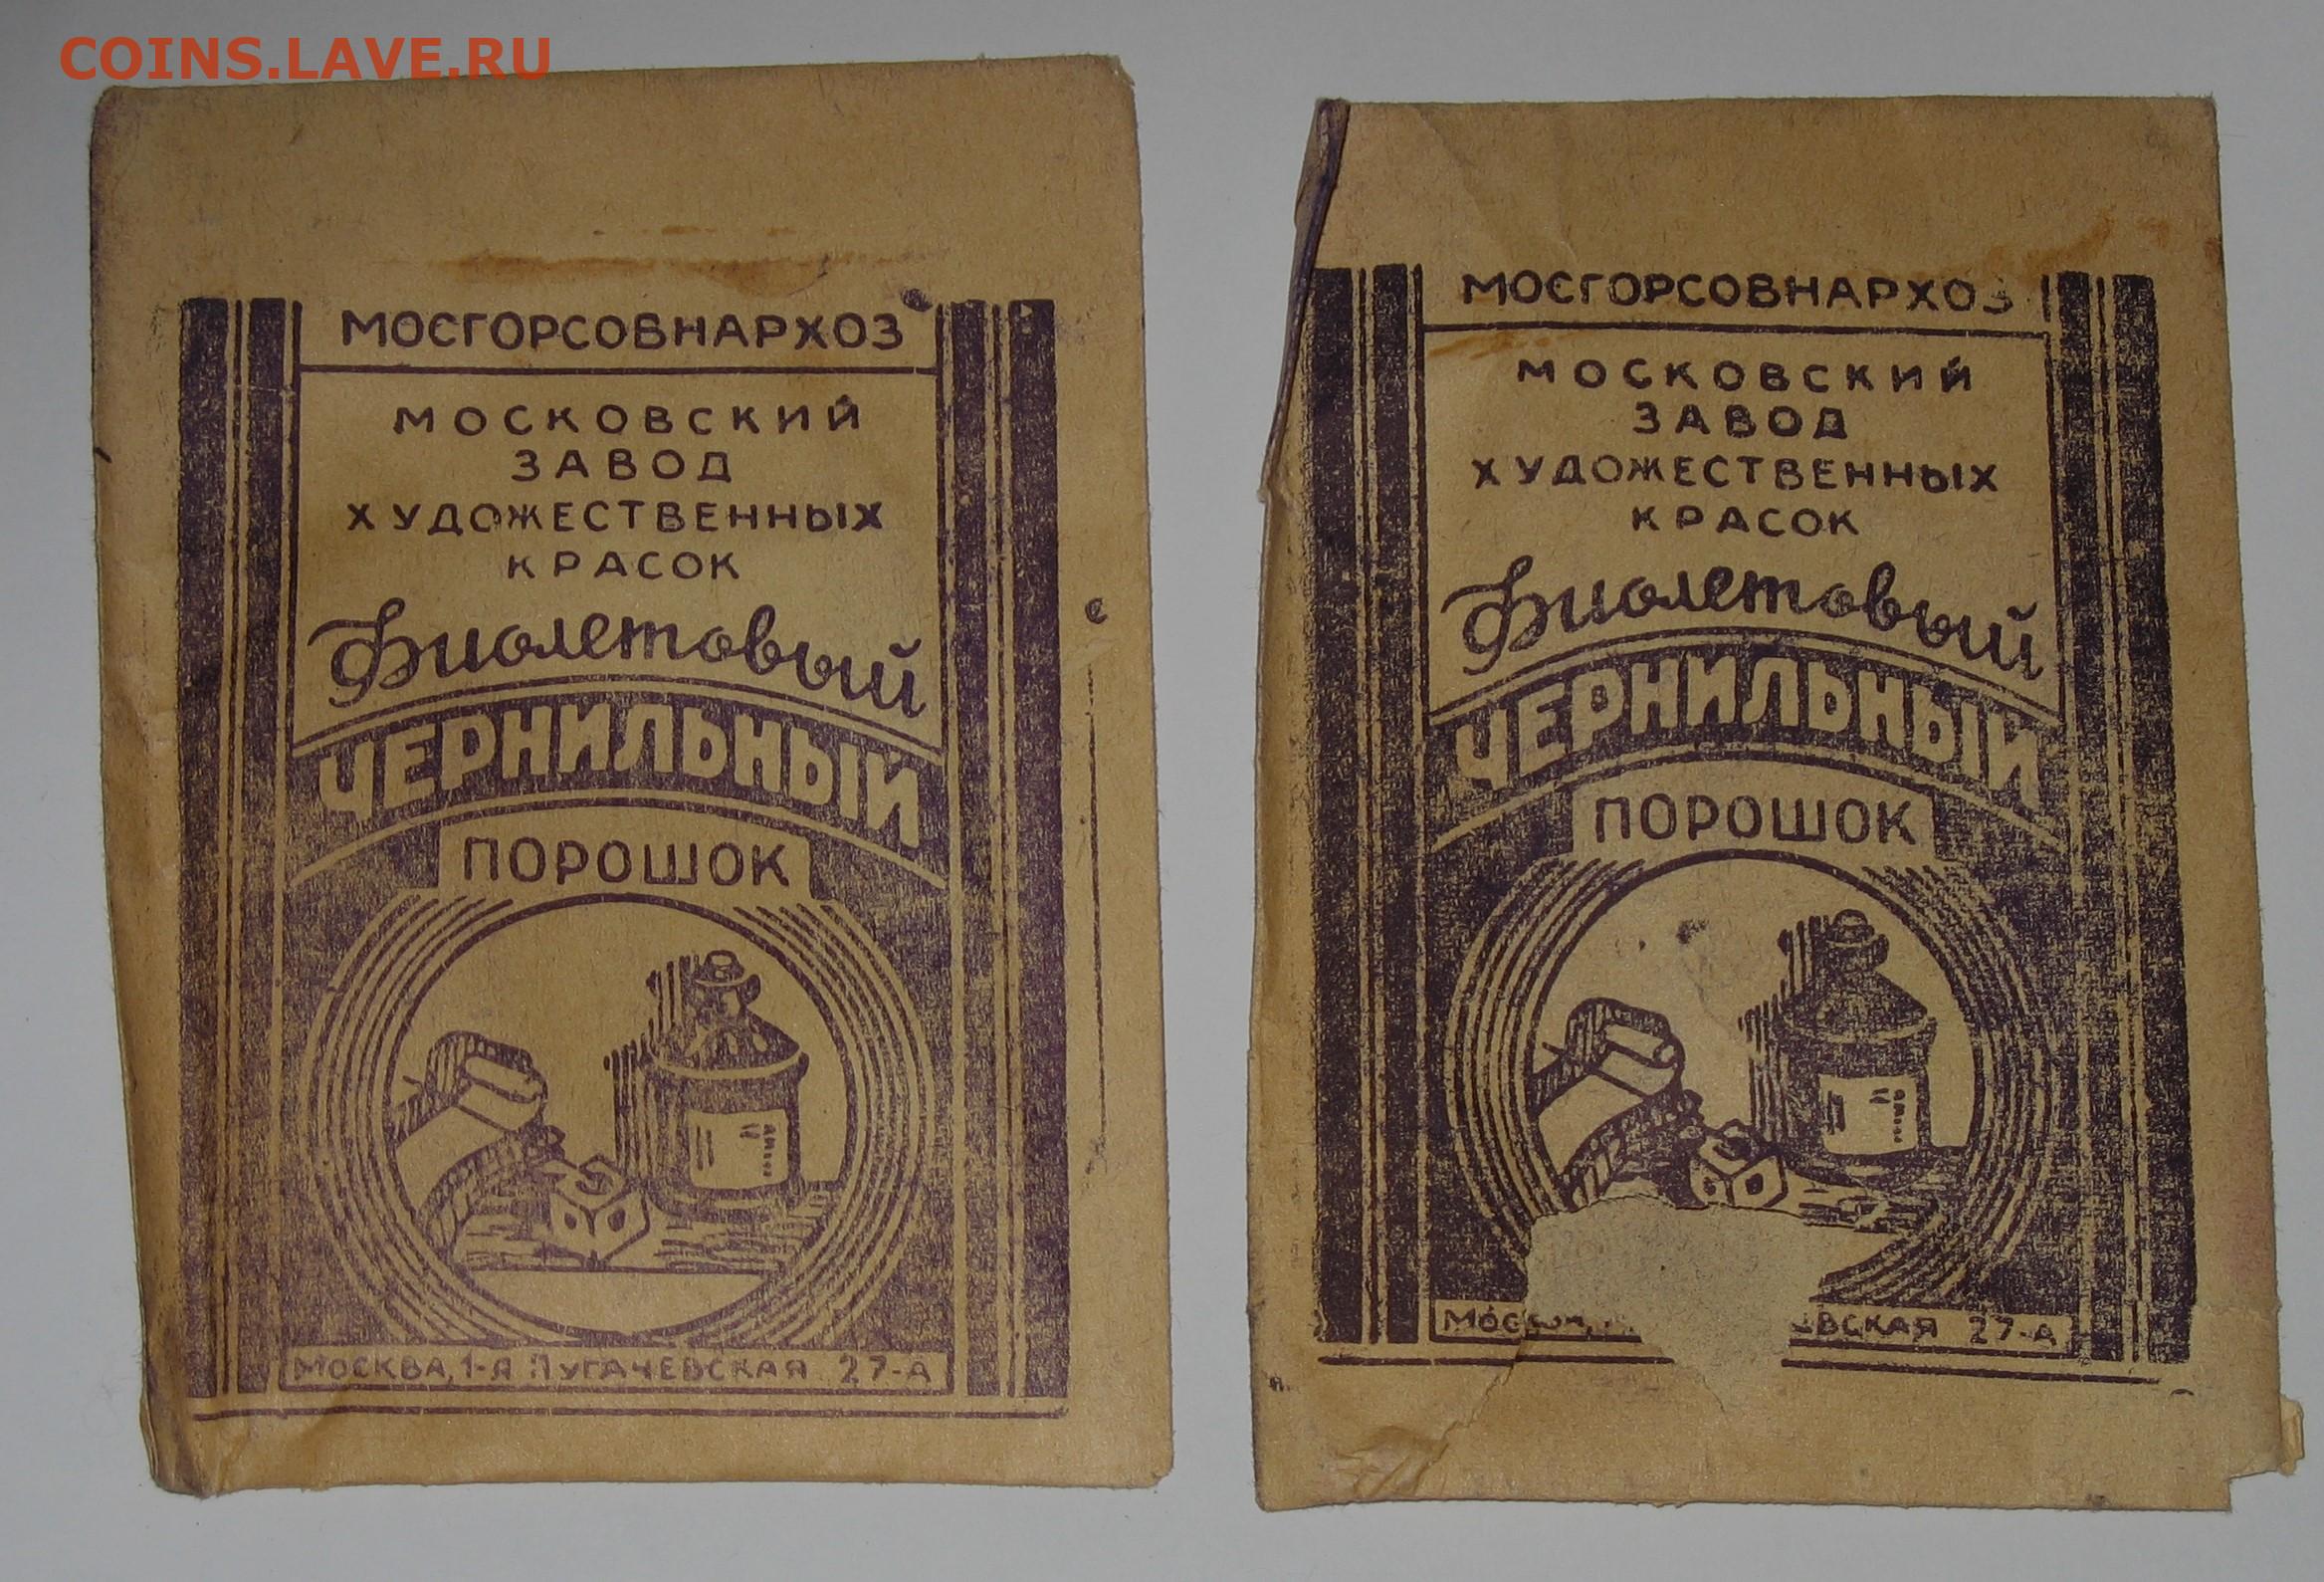 COINS.LAVE.RU
МОСГОРСОВНАРХОЗ
МОСКОВСКИЙ
ЗАВОД
ХУДОЖЕСТВЕННЫХ
КРАСОК
Фиолетовый
ЧЕРНИЛЬНЫЙ
ПОРОШОК
МОСКВА, 1-Я ПУГАЧЕВСКАЯ 27-А
МОСГОРСОВНАРХОЗ
МОСКОВСКИЙ
ЗАВОД
ХУДОЖЕСТВЕННЫХ
КРАСОК
Фиолетовый
ЧЕРНИЛЬНЫЙ
ПОРОШОК
27-А